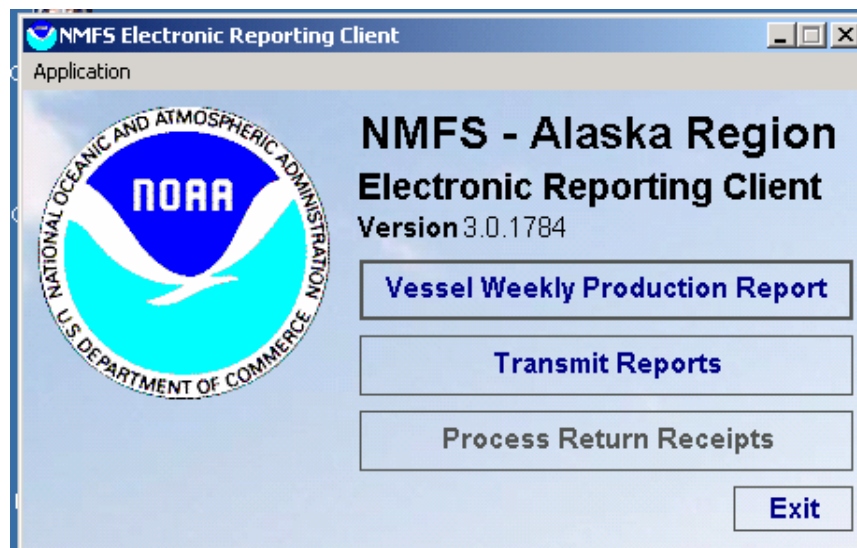 NMFS Electronic Reporting Client
Application
NATIONAL OCEANIC AND ATMOSPHERIC ADMINISTRATION
U.S. DEPARTMENT OF COMMERCE
NOAA
NMFS - Alaska Region
Electronic Reporting Client
Version 3.0.1784
Vessel Weekly Production Report
Transmit Reports
Process Return Receipts
Exit